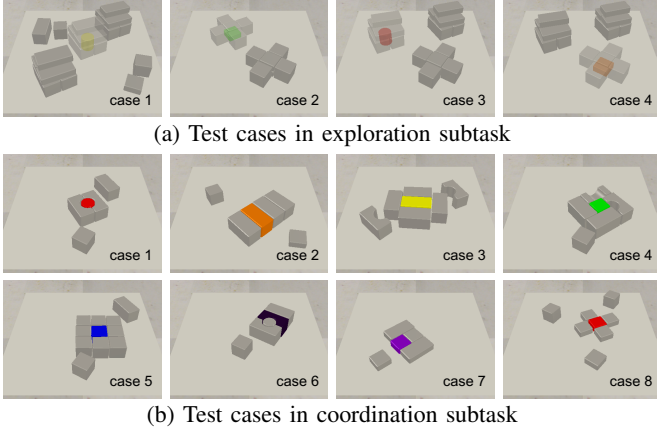 case 1
case 2
case 3
case 4
(a) Test cases in exploration subtask
case 1
case 2
case 3
case 4
case 5
case 6
case 7
case 8
(b) Test cases in coordination subtask